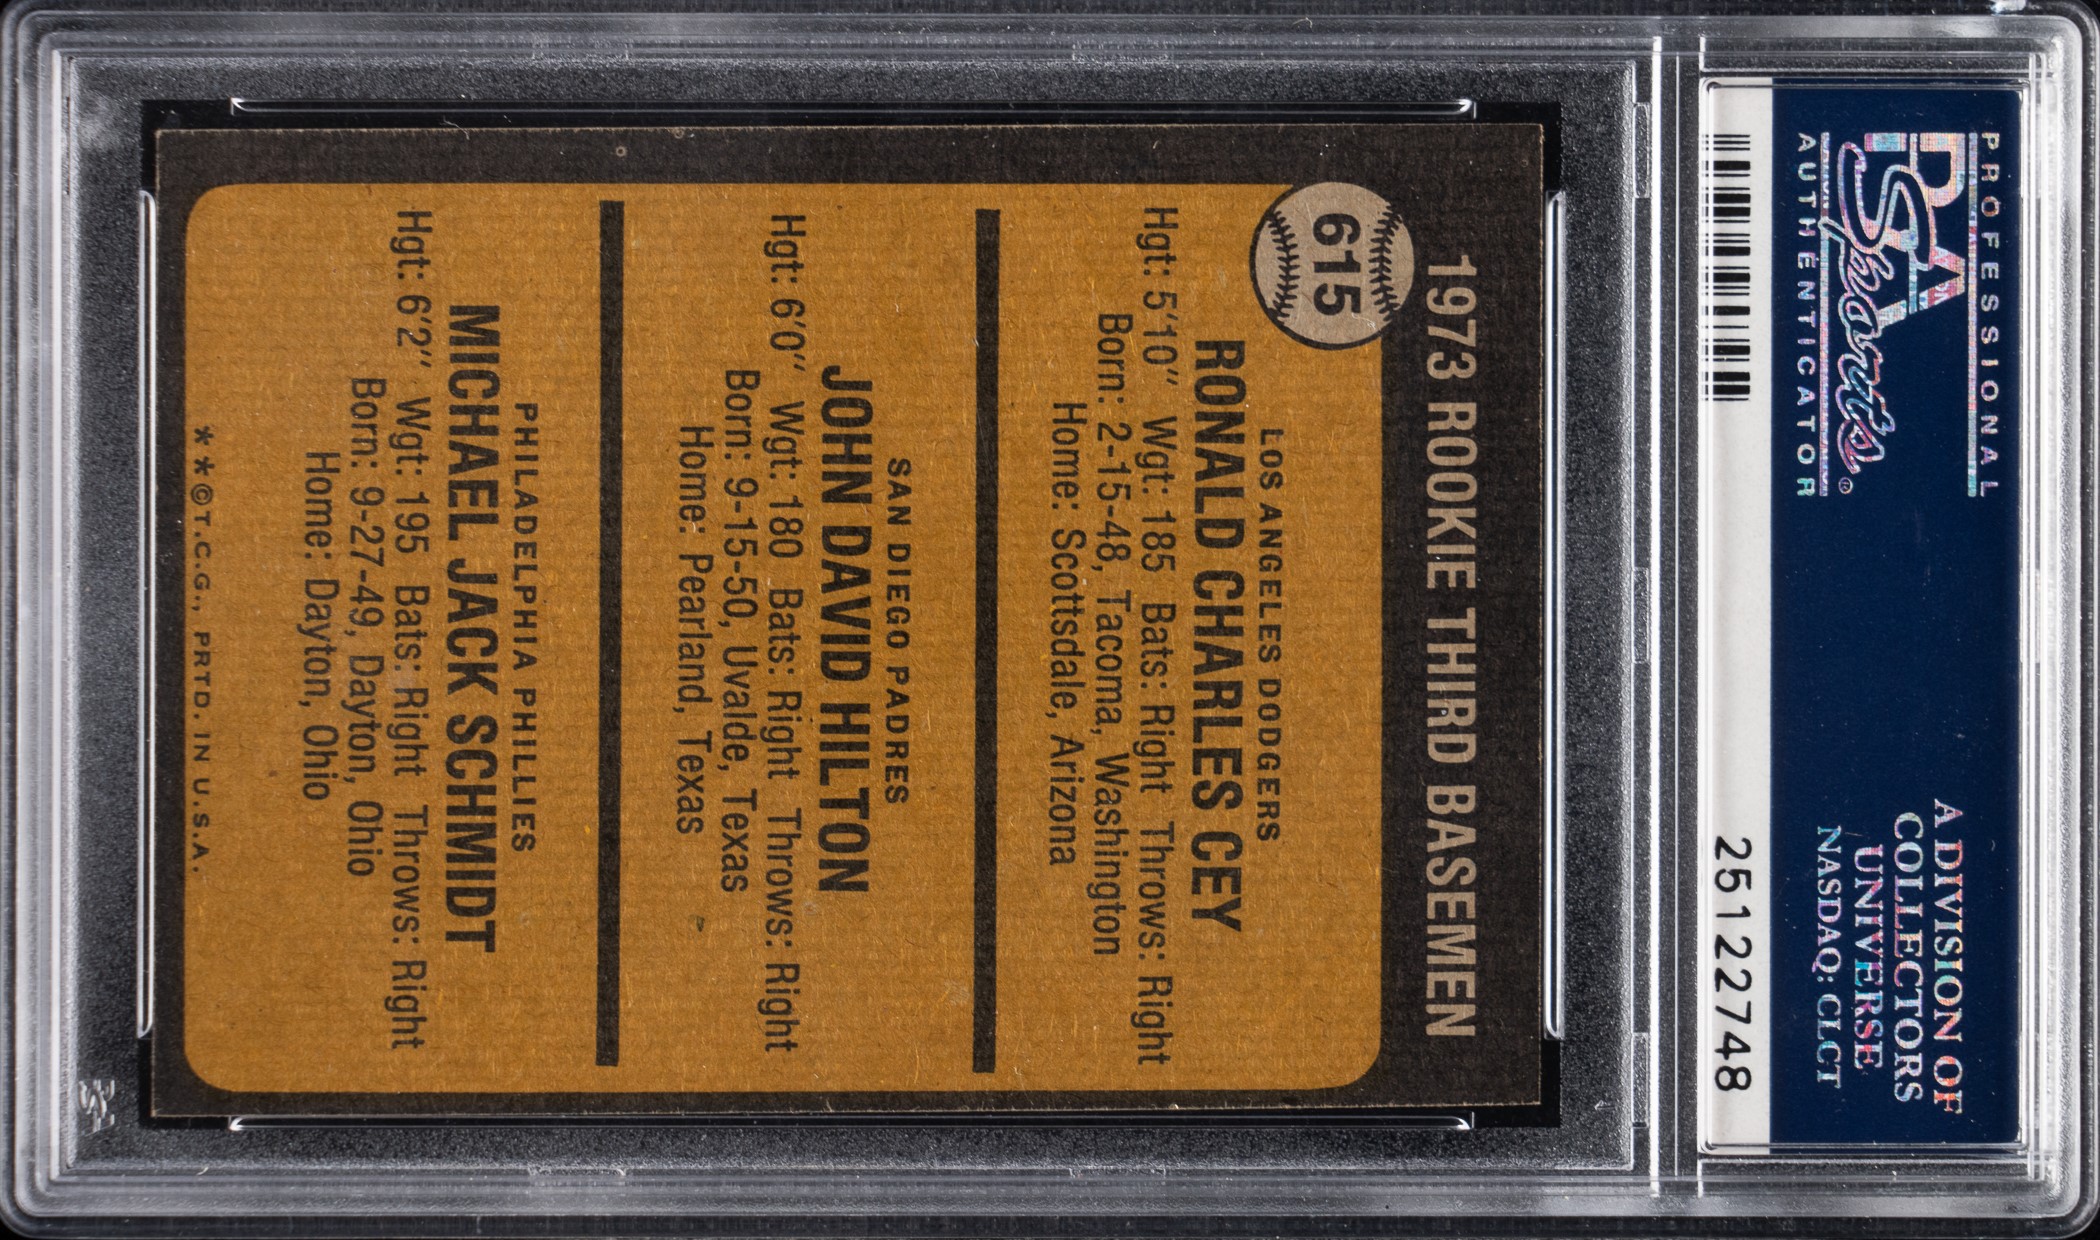 PROFESSIONAL
PSA
Sports®
AUTHENTICATOR
A DIVISION OF
COLLECTORS
UNIVERSE
NASDAQ: CLCT
25122748
1973 ROOKIE THIRD BASEMEN
615
LOS ANGELES DODGERS
RONALD CHARLES CEY
Hgt: 5'10" Wgt: 185 Bats: Right Throws: Right
Born: 2-15-48, Tacoma, Washington
Home: Scottsdale, Arizona
SAN DIEGO PADRES
JOHN DAVID HILTON
Hgt: 6'0" Wgt: 180 Bats: Right Throws: Right
Born: 9-15-50, Uvalde, Texas
Home: Pearland, Texas
PHILADELPHIA PHILLIES
MICHAEL JACK SCHMIDT
Hgt: 6'2" Wgt: 195 Bats: Right Throws: Right
Born: 9-27-49, Dayton, Ohio
Home: Dayton, Ohio
**©T.C.G., PRTD. IN U.S.A.